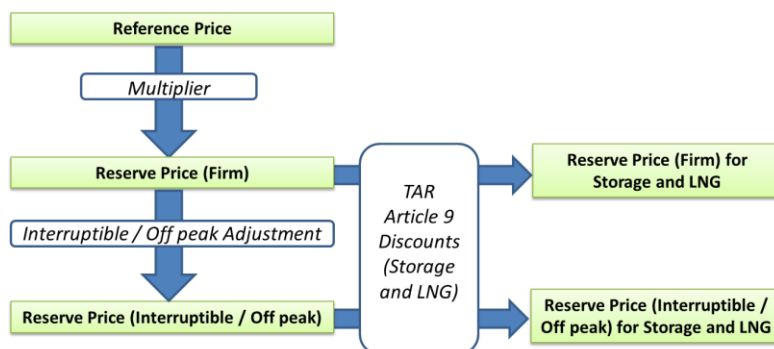 Reference Price
Multiplier
Reserve Price (Firm)
Interruptible / Off peak Adjustment
Reserve Price (Interruptible / Off peak)
TAR
Article 9
Discounts
(Storage
and LNG)
Reserve Price (Firm) for
Storage and LNG
Reserve Price (Interruptible /
Off peak) for Storage and LNG